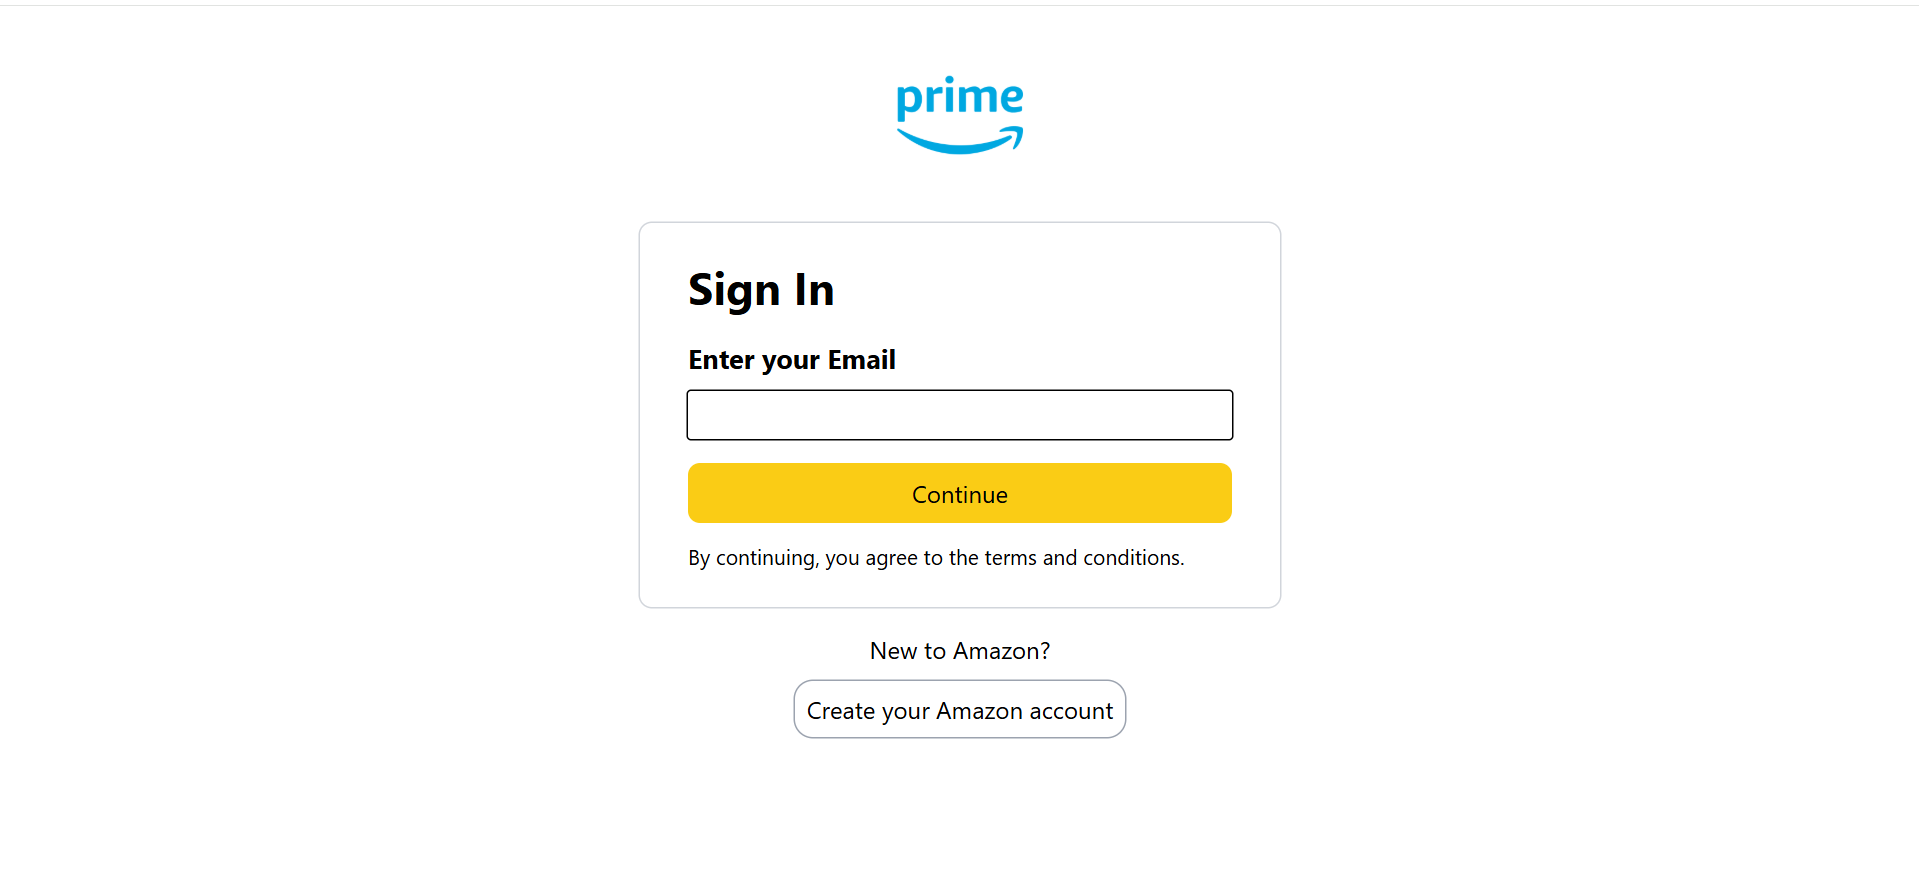 prime
Sign In
Enter your Email
Continue
By continuing, you agree to the terms and conditions.
New to Amazon?
Create your Amazon account